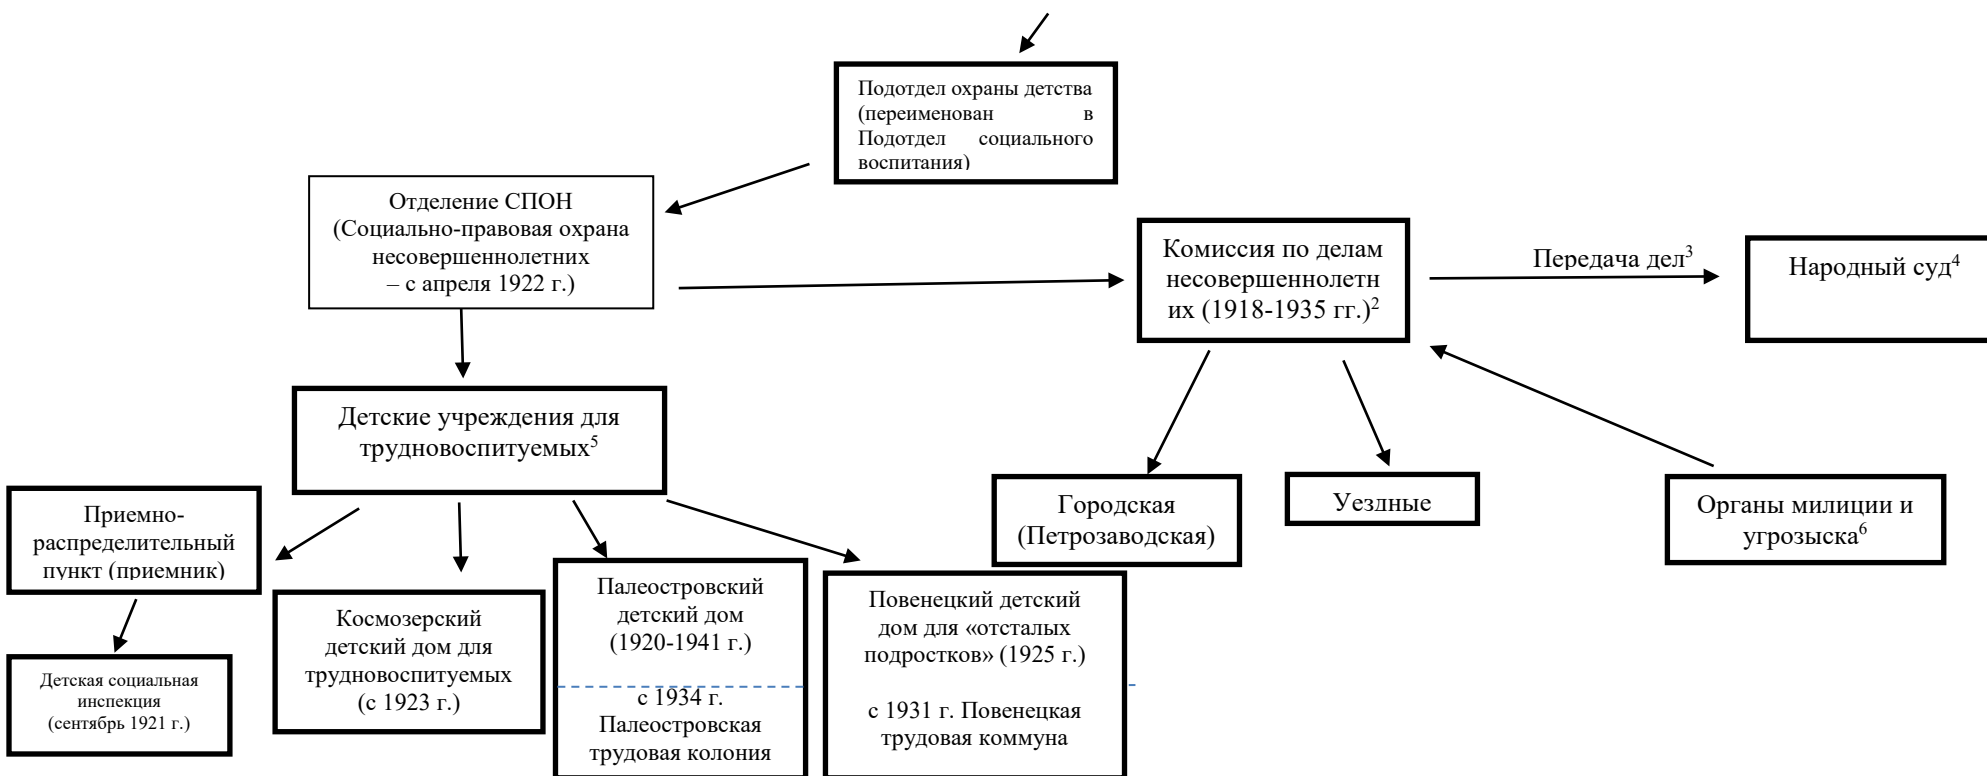 Подотдел охраны детства
(переименован в
Подотдел социального
воспитания)
Отделение СПОН
(Социально-правовая охрана
несовершеннолетних
– с апреля 1922 г.)
Комиссия по делам
несовершеннолетн
их (1918-1935 гг.)²
Передача дел³
Народный суд⁴
Детские учреждения для
трудновоспитуемых⁵
Приемно-
распределительный
пункт (приемник)
Городская
(Петрозаводская)
Уездные
Органы милиции и
угрозыска⁶
Детская социальная
инспекция
(сентябрь 1921 г.)
Космозерский
детский дом для
трудновоспитуемых
(с 1923 г.)
Палеостровский
детский дом
(1920-1941 г.)
с 1934 г.
Палеостровская
трудовая колония
Повенецкий детский
дом для «отсталых
подростков» (1925 г.)
с 1931 г. Повенецкая
трудовая коммуна